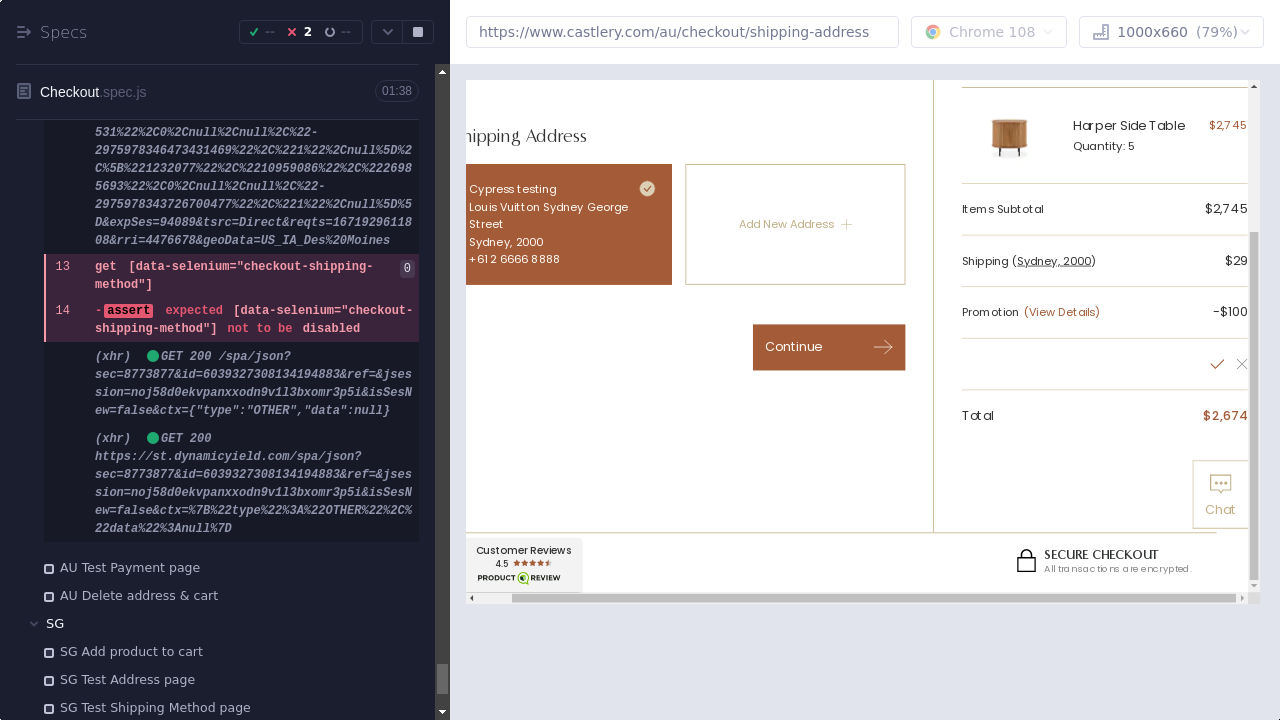 Specs
--
2
--
https://www.castlery.com/au/checkout/shipping-address
Chrome 108
1000x660 (79%)
Checkout.spec.js
01:38
531%22%2C0%2Cnull%2Cnull%2C%22-
2975978346473431469%22%2C%221%22%2Cnull%5D%2
C%5B%221232077%22%2C%2210959086%22%2C%222698
5693%22%2C0%2Cnull%2Cnull%2C%22-
2975978343726700477%22%2C%221%22%2Cnull%5D%5
D&expSes=94089&tsrc=Direct&reqts=16719296118
08&rri=4476678&geoData=US_IA_Des%20Moines
13 get [data-selenium="checkout-shipping-
method"]
0
14 -assert expected [data-selenium="checkout-
shipping-method"] not to be disabled
(xhr) GET 200 /spa/json?
sec=8773877&id=6039327308134194883&ref=&jses
sion=noj58d0ekvpanxxodn9v1l3bxomr3p5i&isSesN
ew=false&ctx={"type":"OTHER","data":null}
(xhr) GET 200
https://st.dynamicyield.com/spa/json?
sec=8773877&id=6039327308134194883&ref=&jses
sion=noj58d0ekvpanxxodn9v1l3bxomr3p5i&isSesN
ew=false&ctx=%7B%22type%22%3A%22OTHER%22%2C%
22data%22%3Anull%7D
AU Test Payment page
AU Delete address & cart
SG
SG Add product to cart
SG Test Address page
SG Test Shipping Method page
hipping Address
Cypress testing
Louis Vuitton Sydney George
Street
Sydney, 2000
+61 2 6666 8888
Add New Address
Continue
Harper Side Table
$2,745
Quantity: 5
Items Subtotal
$2,745
Shipping (Sydney, 2000)
$29
Promotion (View Details)
-$100
Total
$2,674
Chat
Customer Reviews
4.5
PRODUCT REVIEW
SECURE CHECKOUT
All transactions are encrypted.